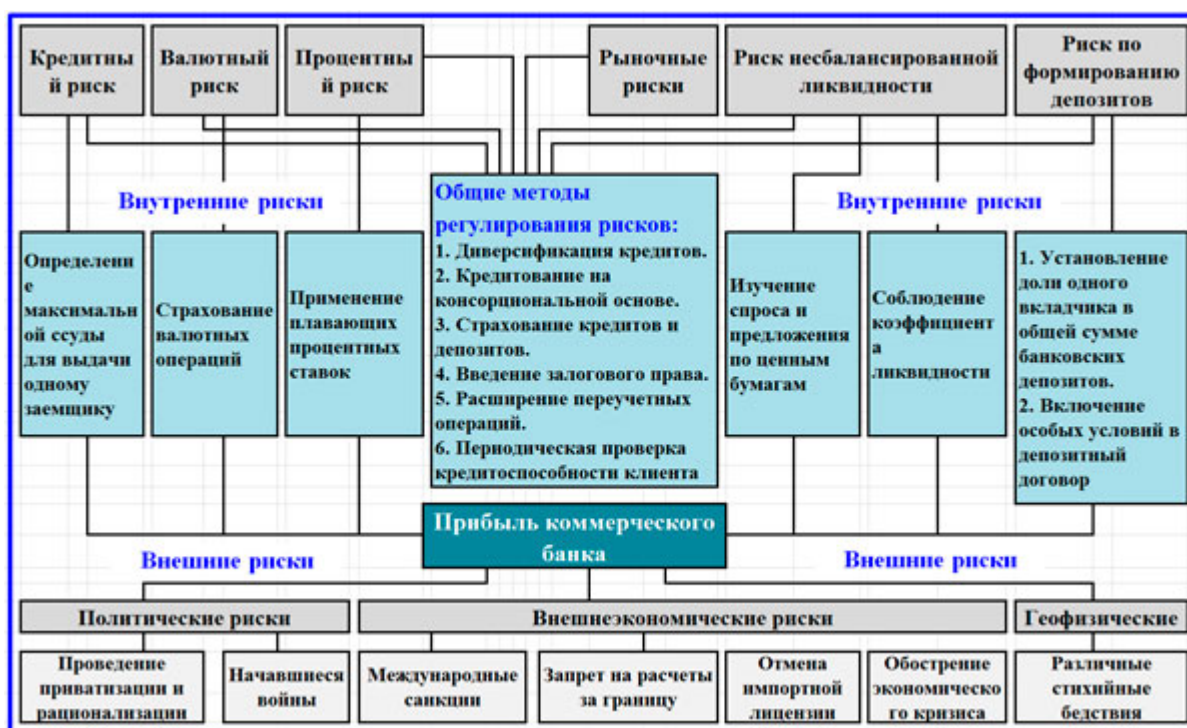 Кредитны
й риск
Валютный
риск
Процентны
й риск
Рыночные
риски
Риск несбалансированной
ликвидности
Риск по
формированию
депозитов
Внутренние риски
Общие методы
регулирования рисков:
1. Диверсификация кредитов.
2. Кредитование на
консорциональной основе.
3. Страхование кредитов и
депозитов.
4. Введение залогового права.
5. Расширение переучетных
операций.
6. Периодическая проверка
кредитоспособности клиента
Внутренние риски
Определени
е
максимальн
ой ссуды
для выдачи
одному
заемщику
Страхование
валютных
операций
Применение
плавающих
процентных
ставок
Изучение
спроса и
предложения
по ценным
бумагам
Соблюдение
коэффициент
а
ликвидности
1. Установление
доли одного
вкладчика в
общей сумме
банковских
депозитов.
2. Включение
особых условий в
депозитный
договор
Прибыль коммерческого
банка
Внешние риски
Внешние риски
Политические риски
Внешнеэкономические риски
Геофизические
Проведение
приватизации и
рационализации
Начавшиеся
войны
Международные
санкции
Запрет на расчеты
за границу
Отмена
импортной
лицензии
Обострение
экономическо
го кризиса
Различные
стихийные
бедствия